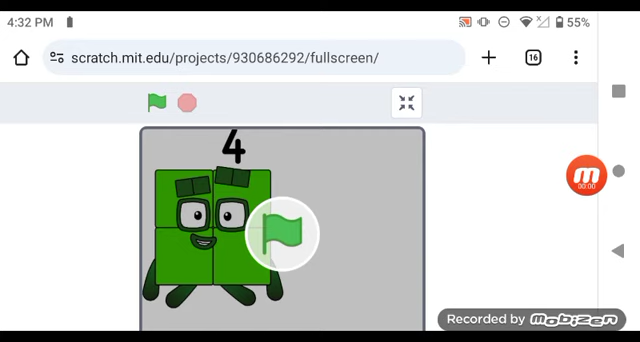 4:32 PM
55%
scratch.mit.edu/projects/930686292/fullscreen/
16
4
00:00
Recorded by mobizen